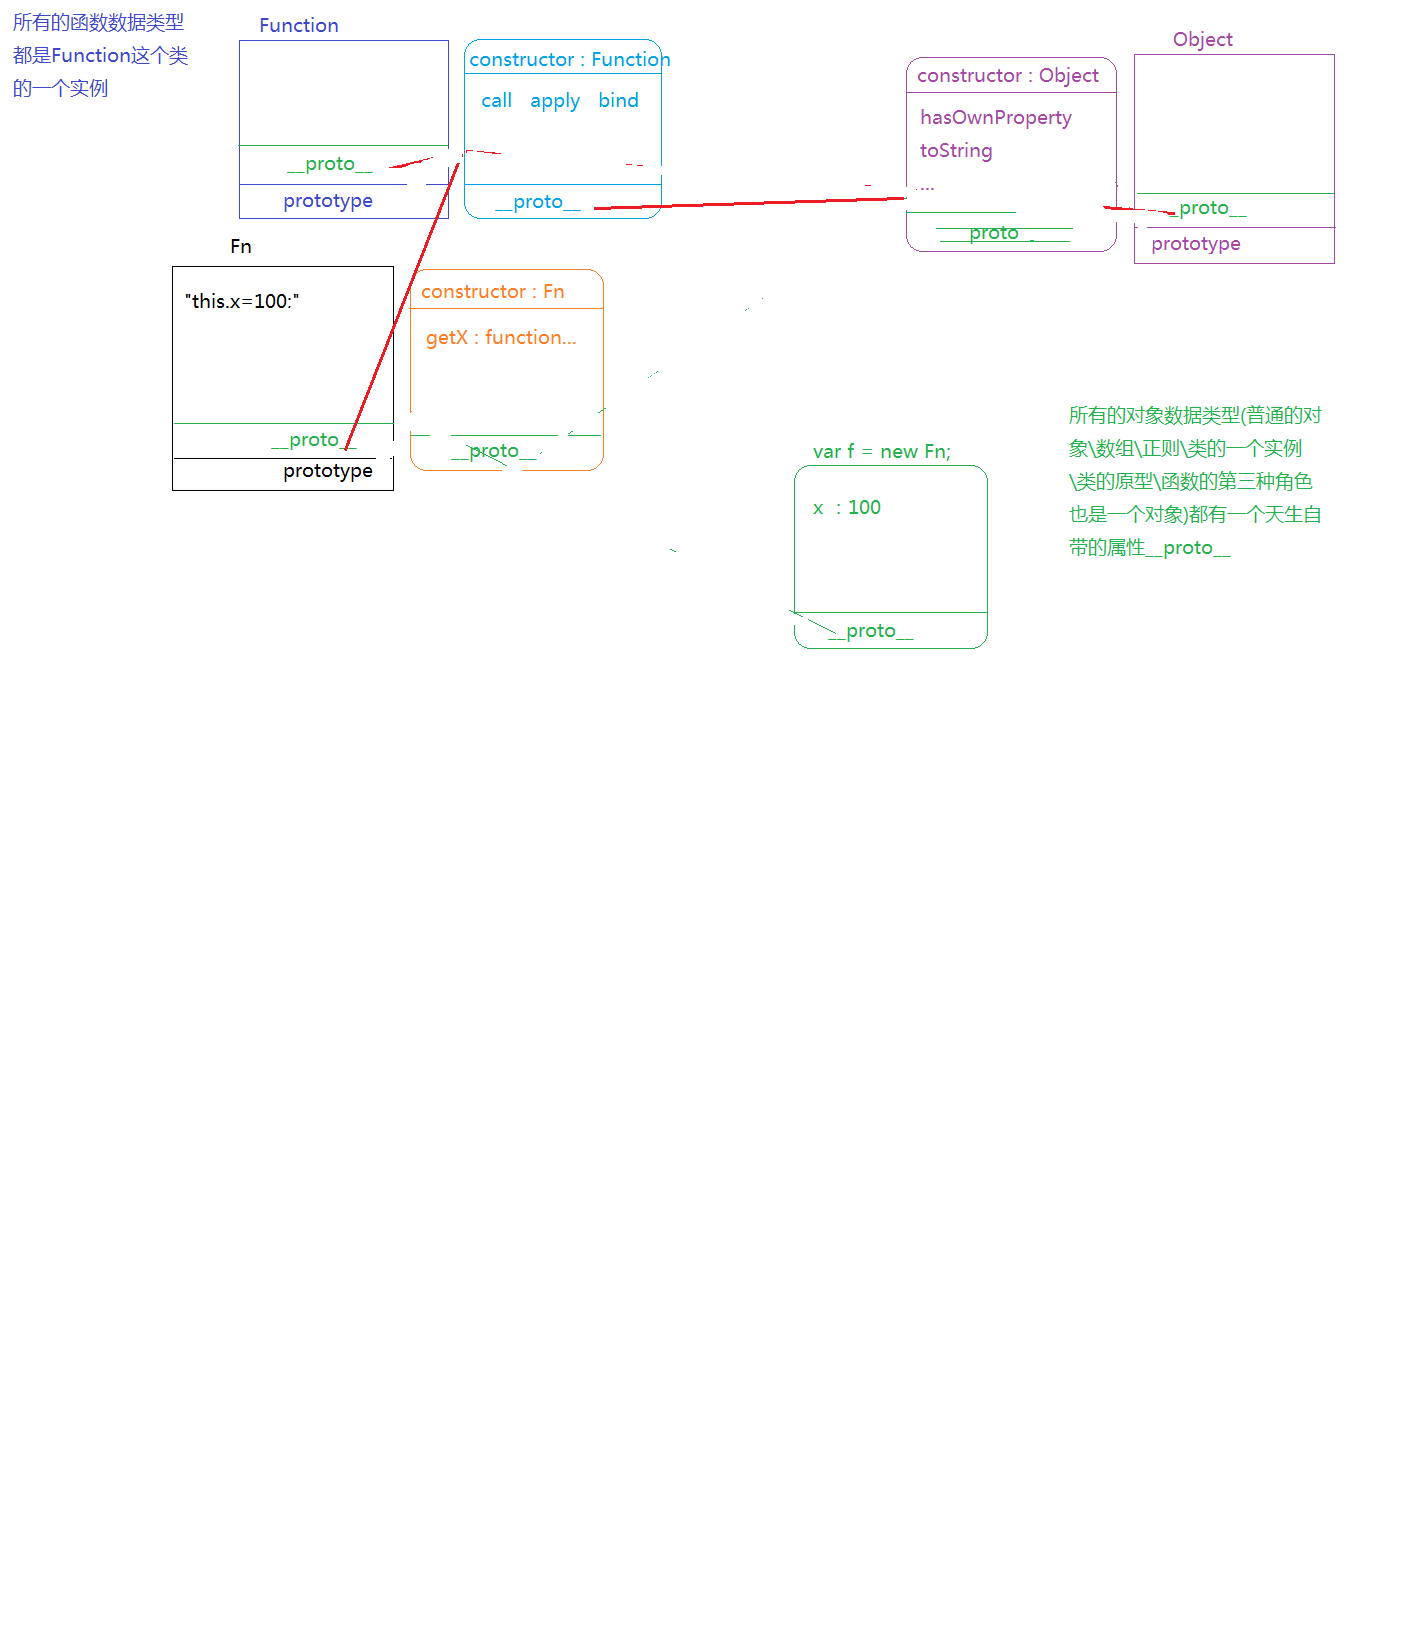 所有的函数数据类型
都是Function这个类
的一个实例
Function
__proto__
prototype
constructor : Function
call apply bind
__proto__
constructor : Object
hasOwnProperty
toString
...
proto _
Object
_proto__
prototype
Fn
"this.x=100:"
__proto__
prototype
constructor : Fn
getX : function...
__proto__
var f = new Fn;
x : 100
__proto__
所有的对象数据类型(普通的对
象\数组\正则\类的一个实例
\类的原型\函数的第三种角色
也是一个对象)都有一个天生自
带的属性__proto__